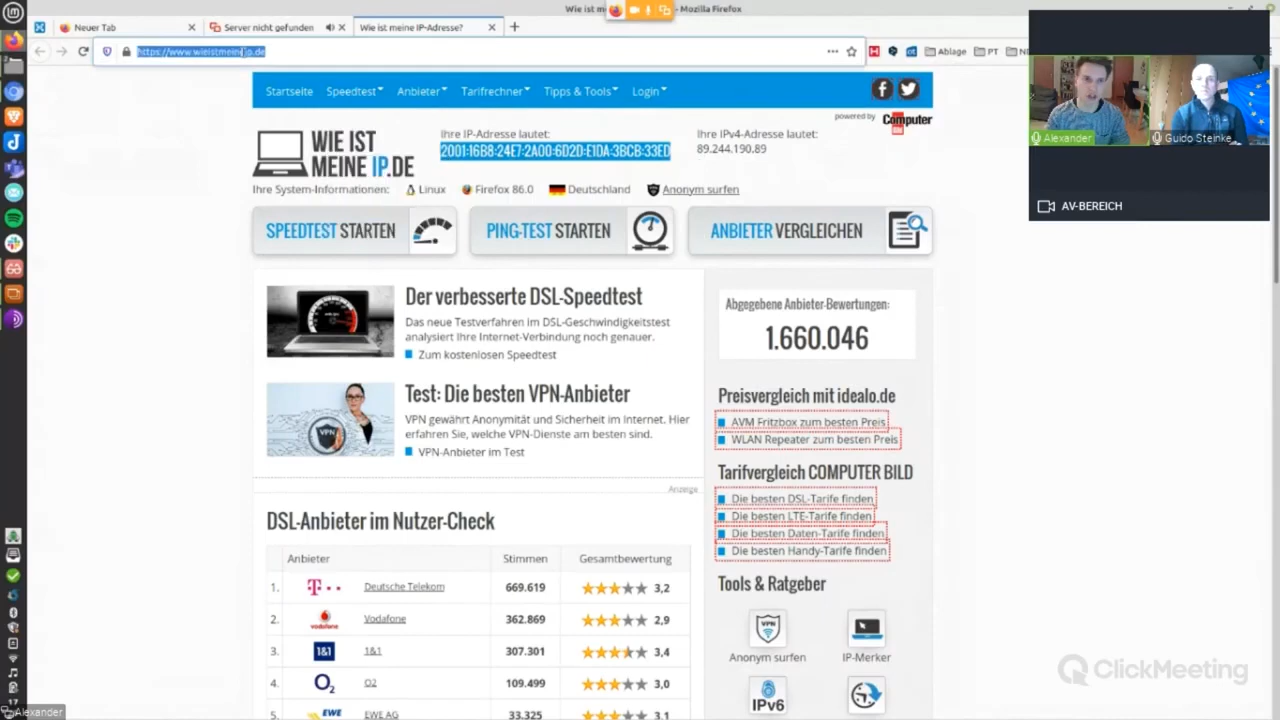 Wie ist m
- Mozilla Firefox
Neuer Tab
Server nicht gefunden
Wie ist meine IP-Adresse?
https://www.wieistmeineip.de
Ablage
PT
Startseite
Speedtest
Anbieter
Tarifrechner
Tipps & Tools
Login
powered by
Computer
Bild
WIE IST
MEINE IP.DE
Ihre IP-Adresse lautet:
2001:16B8:24E7:2A00:6D2D:E1DA:3BCB:33ED
Ihre IPv4-Adresse lautet:
89.244.190.89
Ihre System-Informationen:
Linux
Firefox 86.0
Deutschland
Anonym surfen
SPEEDTEST STARTEN
PING-TEST STARTEN
ANBIETER VERGLEICHEN
Der verbesserte DSL-Speedtest
Das neue Testverfahren im DSL-Geschwindigkeitstest
analysiert Ihre Internet-Verbindung noch genauer.
Zum kostenlosen Speedtest
VPN
Test: Die besten VPN-Anbieter
VPN gewährt Anonymität und Sicherheit im Internet. Hier
erfahren Sie, welche VPN-Dienste am besten sind.
VPN-Anbieter im Test
Anzeige
DSL-Anbieter im Nutzer-Check
Anbieter
Stimmen
Gesamtbewertung
1.
Deutsche Telekom
669.619
3,2
2.
vodafone
Vodafone
362.869
2,9
3.
1&1
1&1
307.301
3,4
4.
O2
O2
109.499
3,0
5.
EWE
EWE AG
33.325
3,1
Abgegebene Anbieter-Bewertungen:
1.660.046
Preisvergleich mit idealo.de
AVM Fritzbox zum besten Preis
WLAN Repeater zum besten Preis
Tarifvergleich COMPUTER BILD
Die besten DSL-Tarife finden
Die besten LTE-Tarife finden
Die besten Daten-Tarife finden
Die besten Handy-Tarife finden
Tools & Ratgeber
VPN
Anonym surfen
IP-Merker
IPv6
Alexander
Guido Steinke
AV-BEREICH
ClickMeeting
Alexander